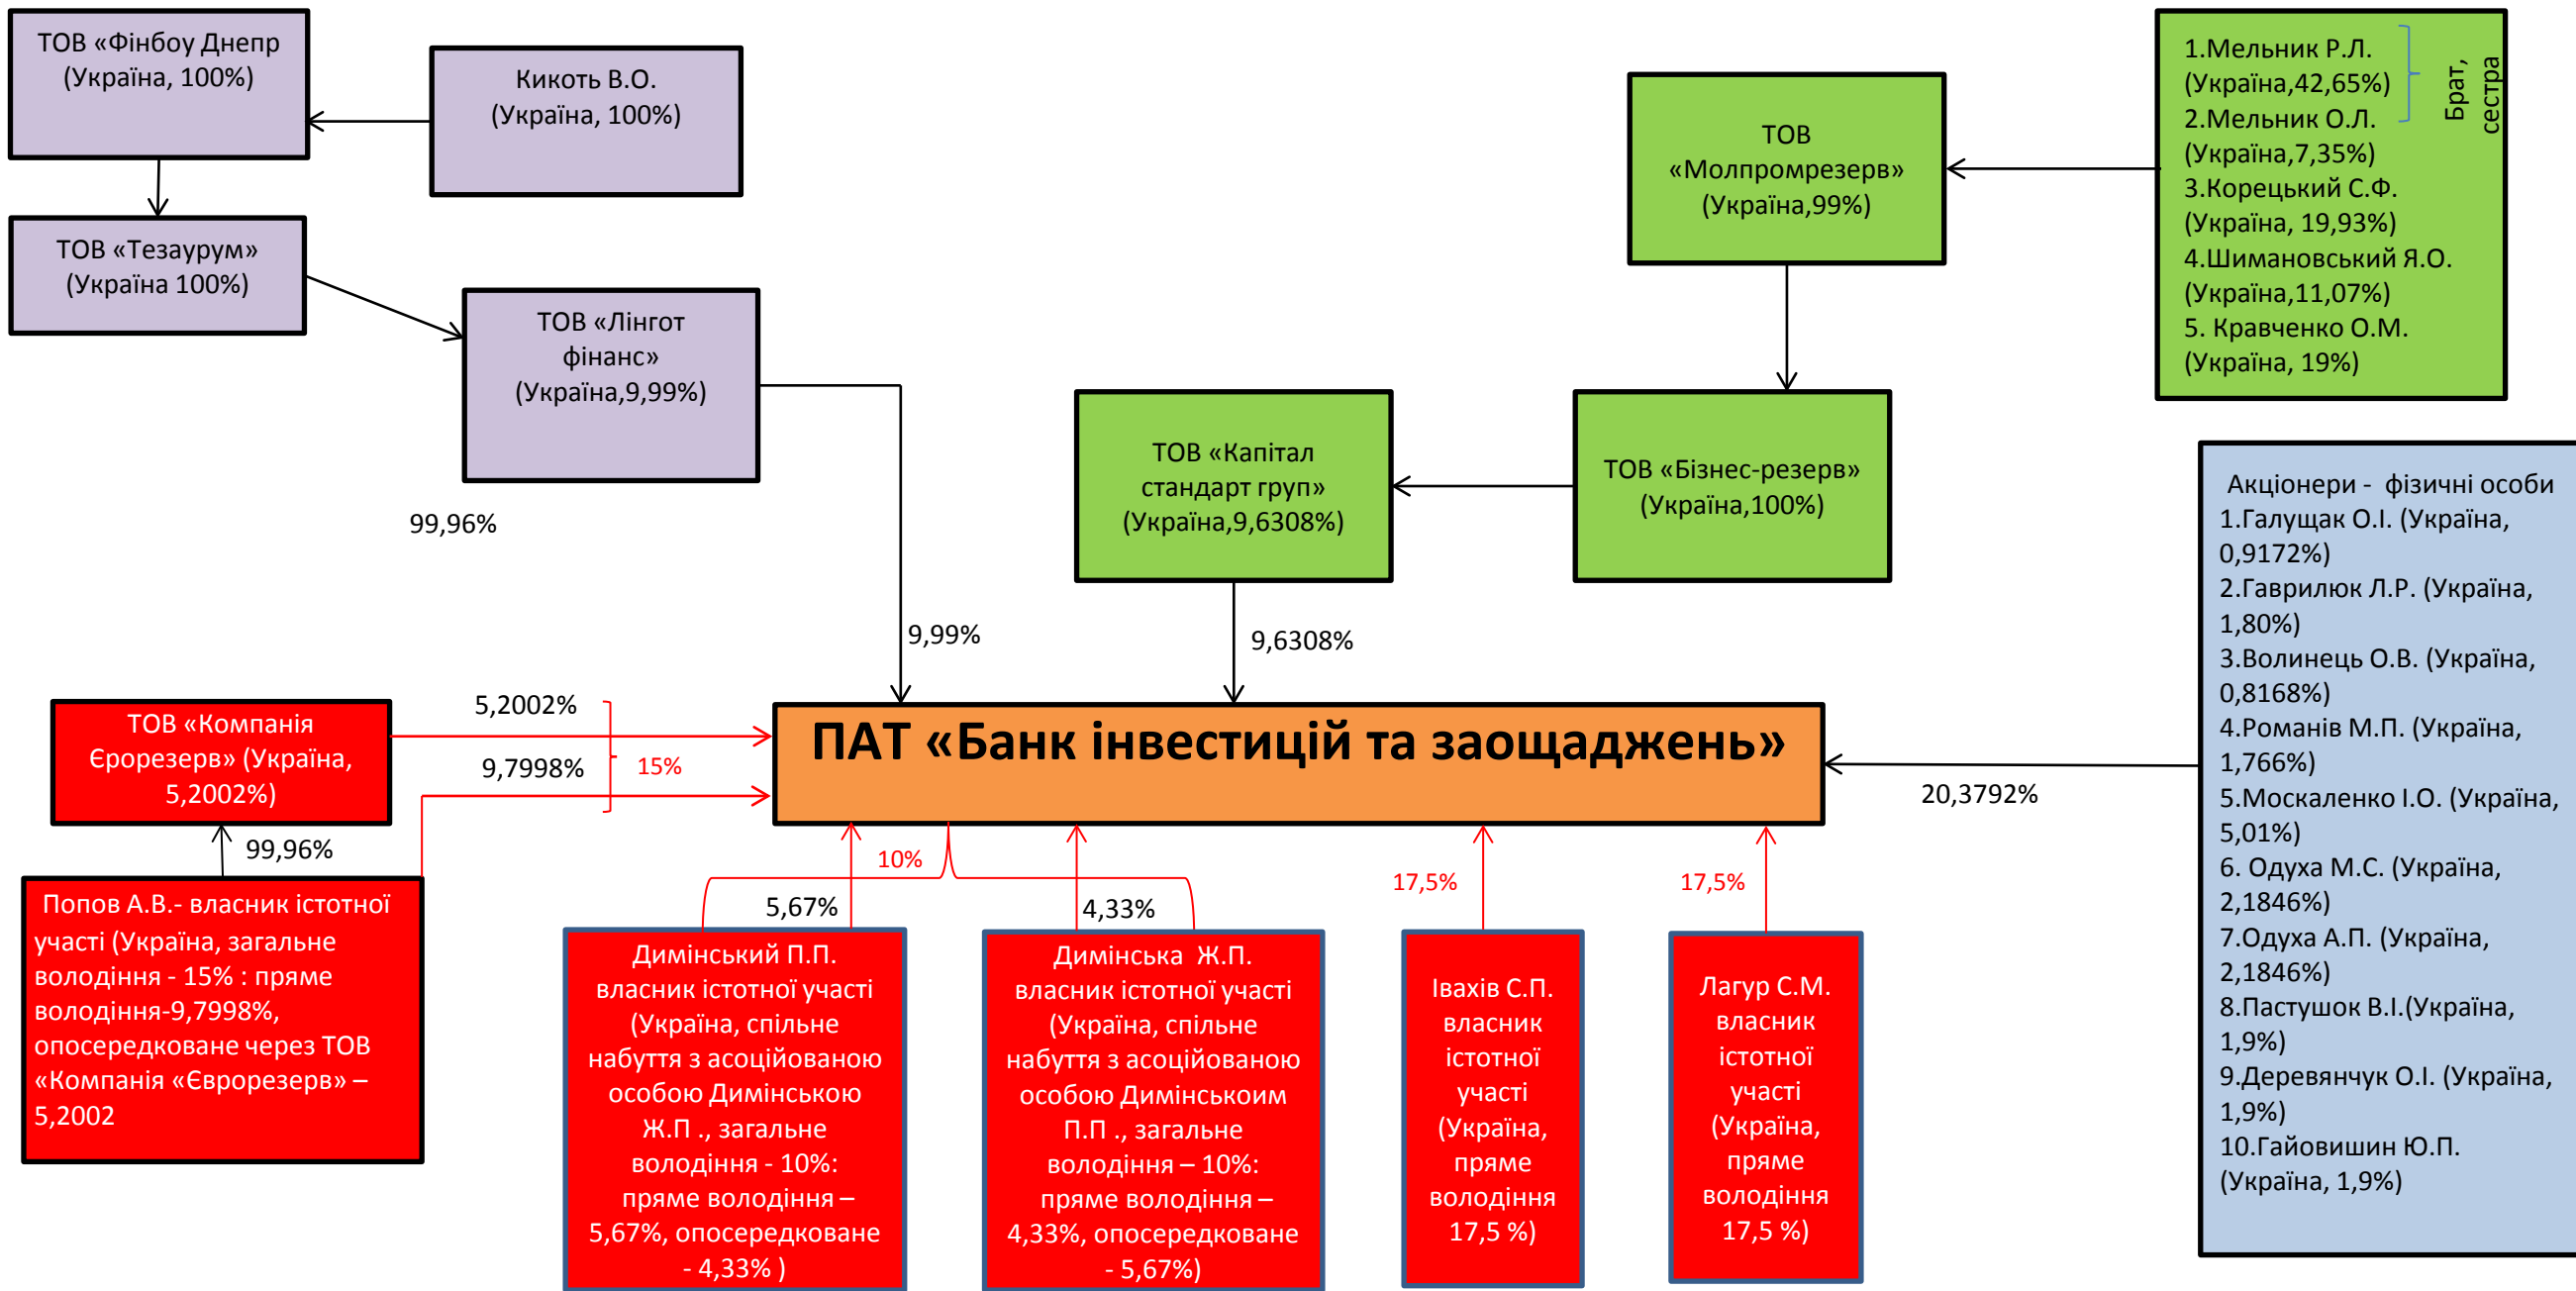 ТОВ «Фінбоу Днепр
(Україна, 100%)
Кикоть В.О.
(Україна, 100%)
ТОВ «Тезаурум»
(Україна 100%)
ТОВ «Лінгот
фінанс»
(Україна,9,99%)
99,96%
9,99%
ТОВ
«Молпромрезерв»
(Україна,99%)
1.Мельник Р.Л.
(Україна,42,65%)
2.Мельник О.Л.
(Україна,7,35%)
3.Корецький С.Ф.
(Україна, 19,93%)
4.Шимановський Я.О.
(Україна,11,07%)
5. Кравченко О.М.
(Україна, 19%)
Брат,
сестра
ТОВ «Капітал
стандарт груп»
(Україна,9,6308%)
ТОВ «Бізнес-резерв»
(Україна,100%)
9,6308%
Акціонери - фізичні особи
1.Галущак О.І. (Україна,
0,9172%)
2.Гаврилюк Л.Р. (Україна,
1,80%)
3.Волинець О.В. (Україна,
0,8168%)
4.Романів М.П. (Україна,
1,766%)
5.Москаленко І.О. (Україна,
5,01%)
6. Одуха М.С. (Україна,
2,1846%)
7.Одуха А.П. (Україна,
2,1846%)
8.Пастушок В.І.(Україна,
1,9%)
9.Деревянчук О.І. (Україна,
1,9%)
10.Гайовишин Ю.П.
(Україна, 1,9%)
20,3792%
ПАТ «Банк інвестицій та заощаджень»
ТОВ «Компанія
Єрорезерв» (Україна,
5,2002%)
5,2002%
9,7998%
15%
99,96%
Попов А.В.- власник істотної
участі (Україна, загальне
володіння - 15% : пряме
володіння-9,7998%,
опосередковане через ТОВ
«Компанія «Єврорезерв» –
5,2002
10%
5,67%
4,33%
17,5%
17,5%
Димінський П.П.
власник істотної участі
(Україна, спільне
набуття з асоційованою
особою Димінською
Ж.П ., загальне
володіння - 10%:
пряме володіння –
5,67%, опосередковане
- 4,33% )
Димінська Ж.П.
власник істотної участі
(Україна, спільне
набуття з асоційованою
особою Димінськоим
П.П ., загальне
володіння – 10%:
пряме володіння –
4,33%, опосередковане
- 5,67%)
Івахів С.П.
власник
істотної
участі
(Україна,
пряме
володіння
17,5 %)
Лагур С.М.
власник
істотної
участі
(Україна,
пряме
володіння
17,5 %)